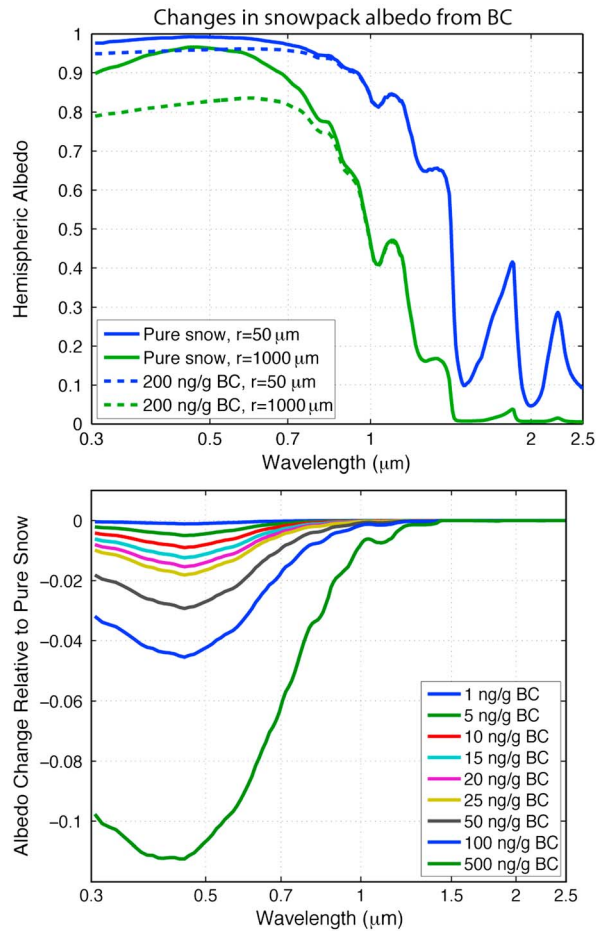 Changes in snowpack albedo from BC
Hemispheric Albedo
1
0.9
0.8
0.7
0.6
0.5
0.4
0.3
0.2
0.1
0
Pure snow, r=50 μm
Pure snow, r=1000 μm
200 ng/g BC, r=50 μm
200 ng/g BC, r=1000 μm
0.3 0.5 0.7 1 2 2.5
Wavelength (μm)
Albedo Change Relative to Pure Snow
0
−0.02
−0.04
−0.06
−0.08
−0.1
1 ng/g BC
5 ng/g BC
10 ng/g BC
15 ng/g BC
20 ng/g BC
25 ng/g BC
50 ng/g BC
100 ng/g BC
500 ng/g BC
0.3 0.5 0.7 1 1.5 2 2.5
Wavelength (μm)